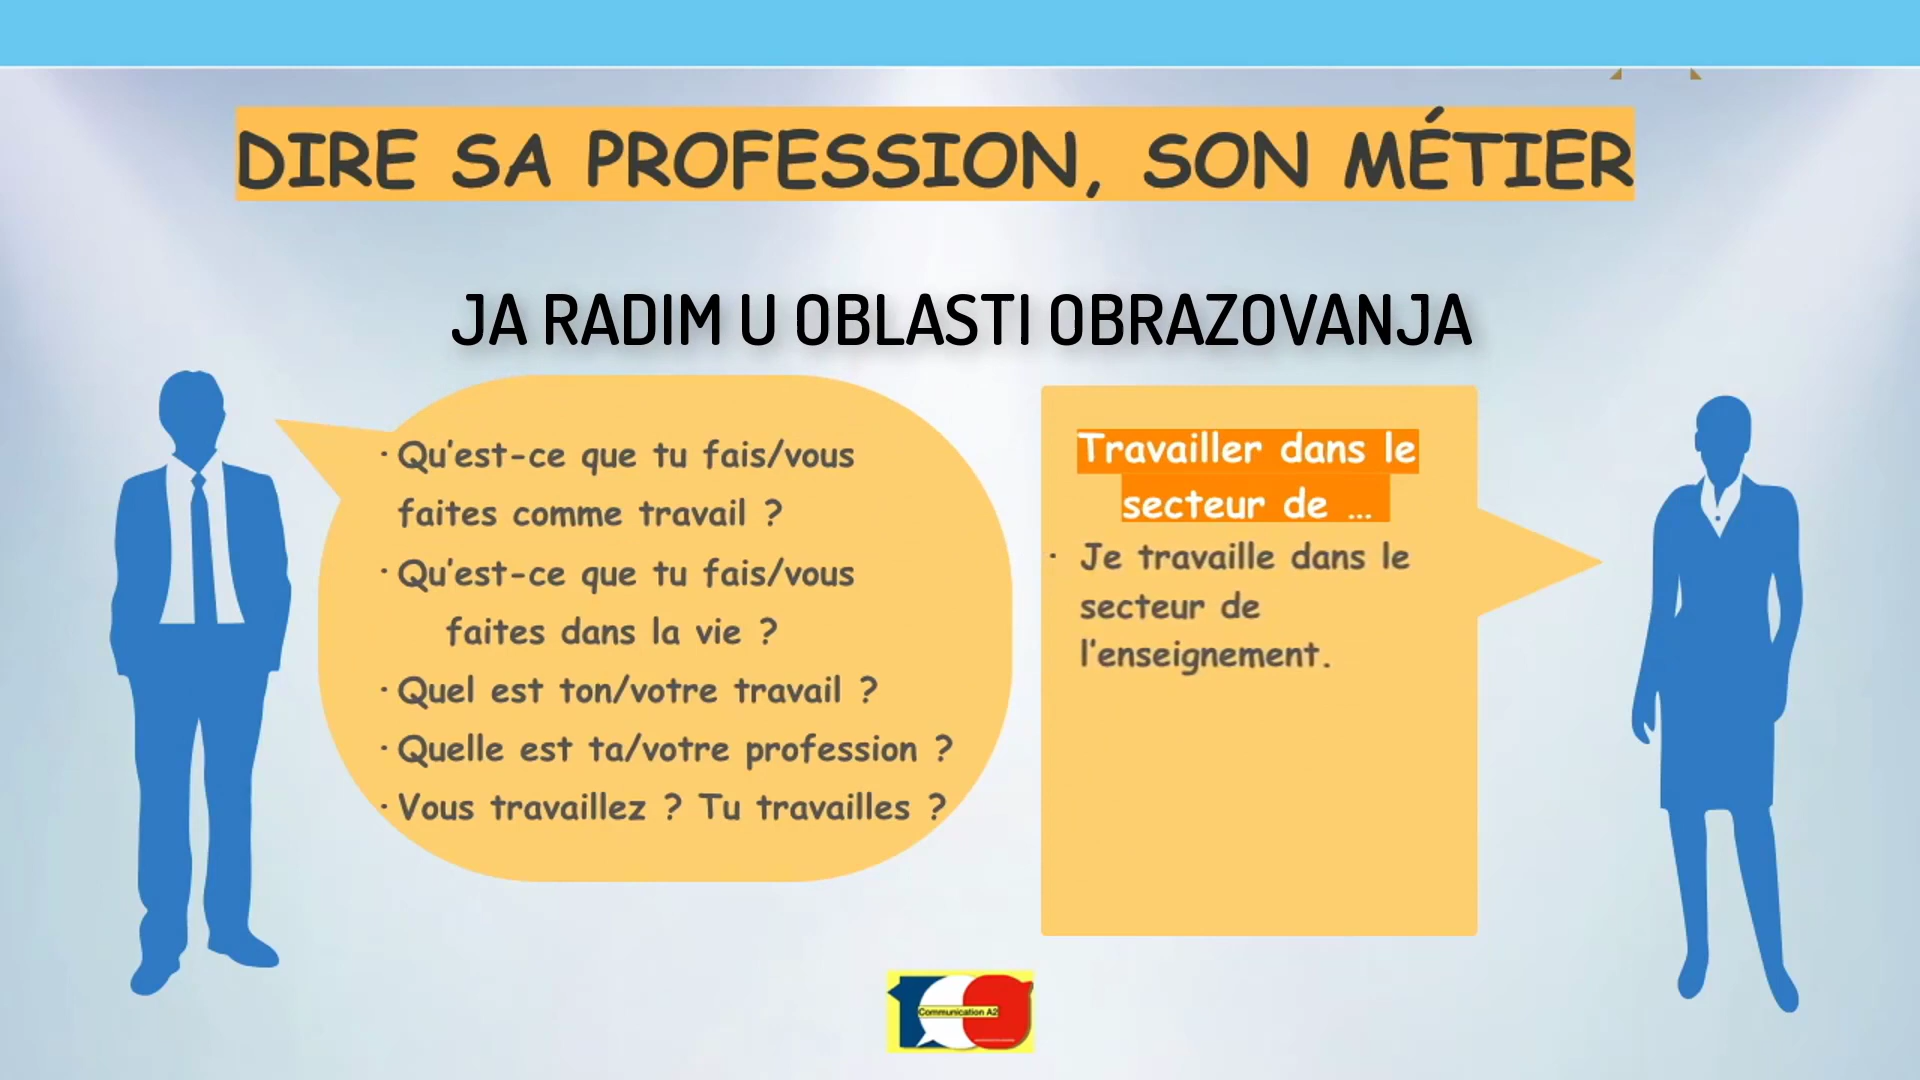 DIRE SA PROFESSION, SON MÉTIER
JA RADIM U OBLASTI OBRAZOVANJA
· Qu'est-ce que tu fais/vous
faites comme travail ?
· Qu'est-ce que tu fais/vous
faites dans la vie ?
· Quel est ton/votre travail ?
· Quelle est ta/votre profession ?
· Vous travaillez ? Tu travailles ?
Travailler dans le
secteur de ...
· Je travaille dans le
secteur de
l'enseignement.
Communication A2